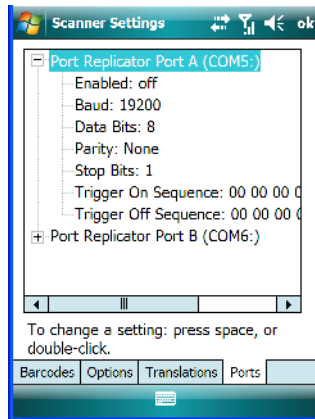 Scanner Settings ok
Port Replicator Port A (COM5:)
Enabled: off
Baud: 19200
Data Bits: 8
Parity: None
Stop Bits: 1
Trigger On Sequence: 00 00 00 0
Trigger Off Sequence: 00 00 00 0
Port Replicator Port B (COM6:)
To change a setting: press space, or
double-click.
Barcodes Options Translations Ports